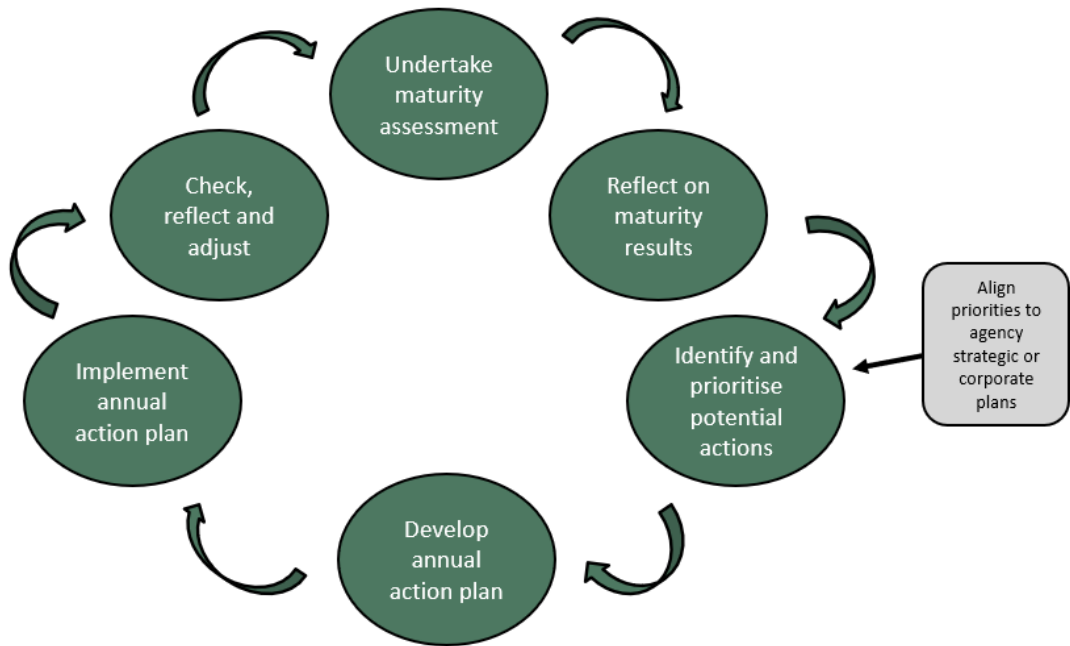 Undertake
maturity
assessment
Reflect on
maturity
results
Identify and
prioritise
potential
actions
Align
priorities to
agency
strategic or
corporate
plans
Develop
annual
action plan
Implement
annual
action plan
Check,
reflect and
adjust